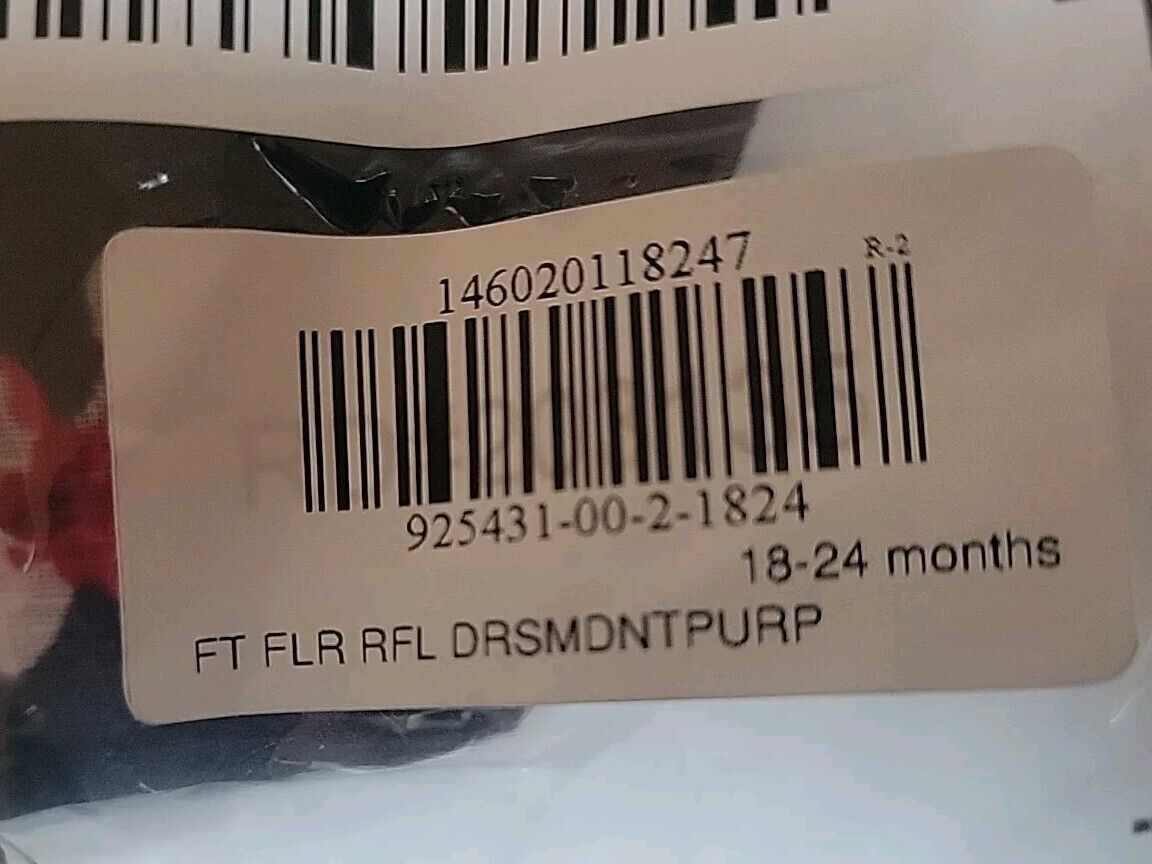 146020118247
R-2
925431-00-2-1824
18-24 months
FT FLR RFL DRSMDNTPURP